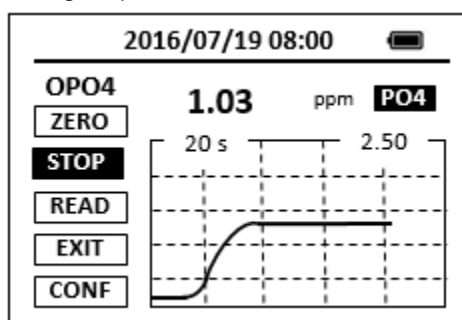 2016/07/19 08:00
OPO4
1.03 ppm PO4
ZERO
20 s 2.50
STOP
READ
EXIT
CONF